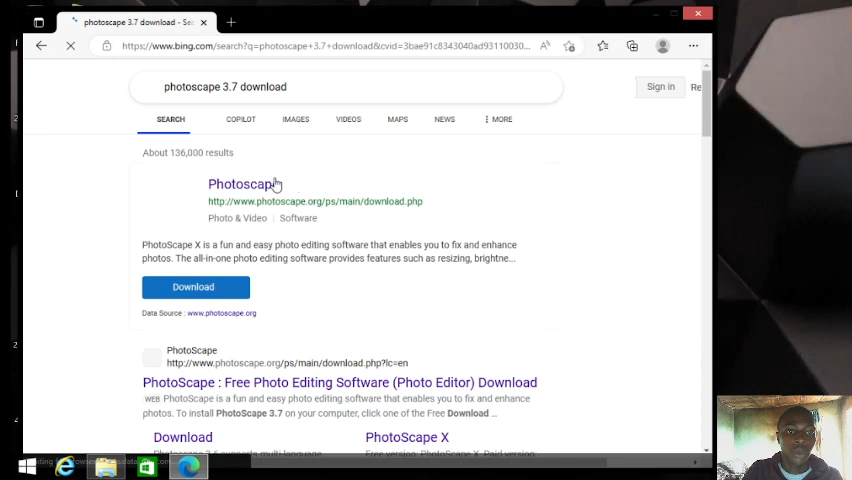 photoscape 3.7 download - Sea
https://www.bing.com/search?q=photoscape+3.7+download&cvid=3bae91c8343040ad93110030...
photoscape 3.7 download
Sign in
Re
SEARCH
COPILOT
IMAGES
VIDEOS
MAPS
NEWS
MORE
About 136,000 results
Photoscap
http://www.photoscape.org/ps/main/download.php
Photo & Video | Software
PhotoScape X is a fun and easy photo editing software that enables you to fix and enhance
photos. The all-in-one photo editing software provides features such as resizing, brightne...
Download
Data Source : www.photoscape.org
PhotoScape
http://www.photoscape.org/ps/main/download.php?lc=en
PhotoScape : Free Photo Editing Software (Photo Editor) Download
WEB PhotoScape is a fun and easy photo editing software that enables you to fix and enhance
photos. To install PhotoScape 3.7 on your computer, click one of the Free Download ...
Download
PhotoScape X